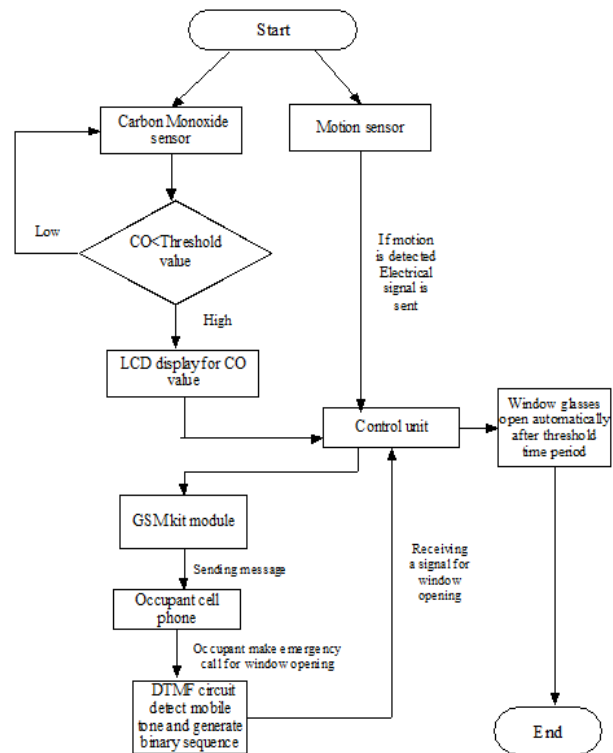 Start
Carbon Monoxide
sensor
Motion sensor
Low
CO<Threshold
value
If motion
is detected
Electrical
signal is
sent
High
LCD display for CO
value
Control unit
Window glasses
open automatically
after threshold
time period
GSM kit module
Sending message
Receiving
a signal for
window
opening
Occupant cell
phone
Occupant make emergency
call for window opening
DTMF circuit
detect mobile
tone and generate
binary sequence
End